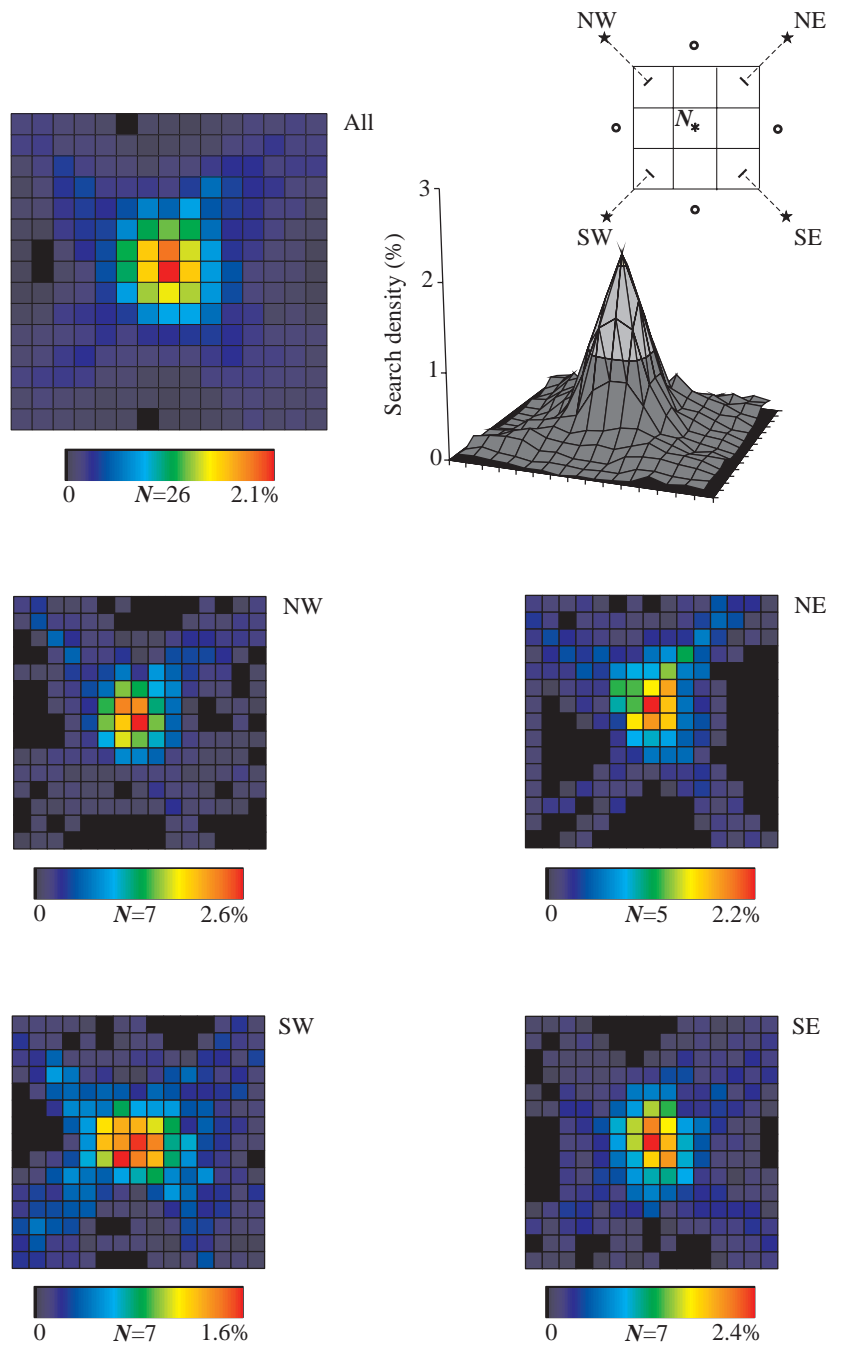 NW NE
N
*
SW SE
All
3
2
1
0
Search density (%)
0 N=26 2.1%
NW
NE
0 N=7 2.6%
0 N=5 2.2%
SW
SE
0 N=7 1.6%
0 N=7 2.4%